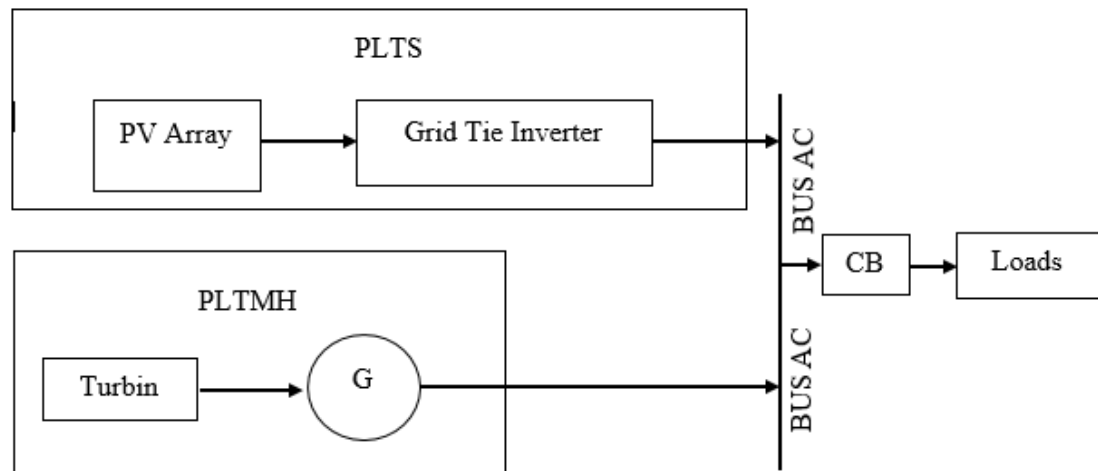 PLTS
PV Array
Grid Tie Inverter
BUS AC
CB
Loads
PLTMH
Turbin
G
BUS AC